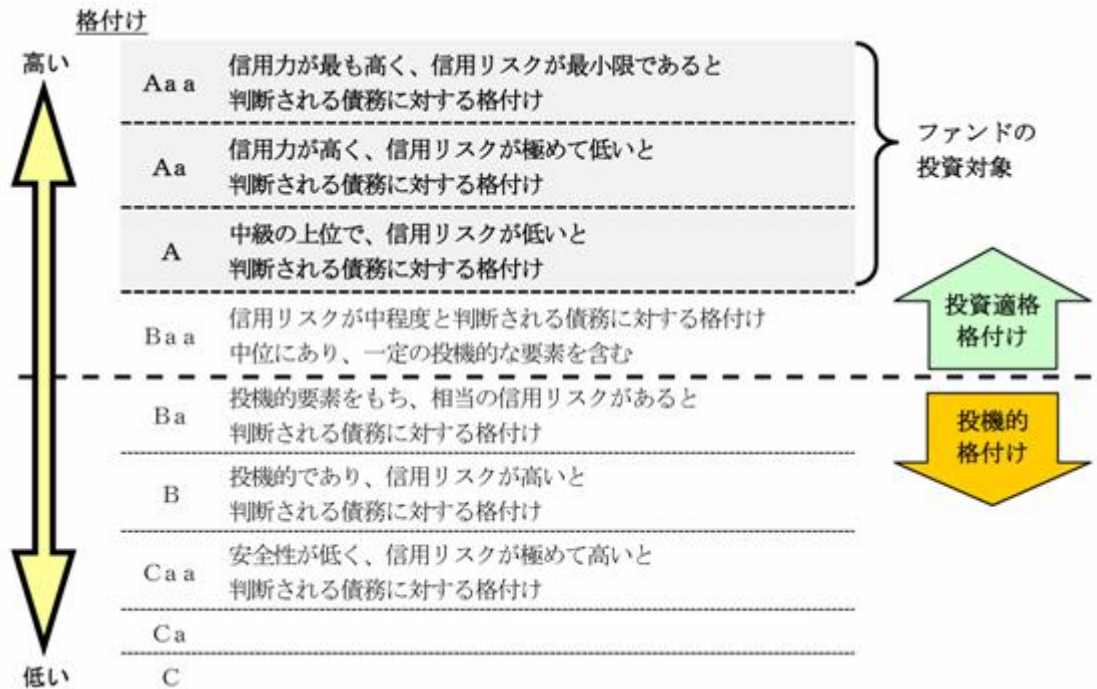 格付け
高い
Aaa
信用力が最も高く、信用リスクが最小限であると
判断される債務に対する格付け
Aa
信用力が高く、信用リスクが極めて低いと
判断される債務に対する格付け
A
中級の上位で、信用リスクが低いと
判断される債務に対する格付け
ファンドの
投資対象
Baa
信用リスクが中程度と判断される債務に対する格付け
中位にあり、一定の投機的な要素を含む
投資適格
格付け
Ba
投機的要素をもち、相当の信用リスクがあると
判断される債務に対する格付け
投機的
格付け
B
投機的であり、信用リスクが高いと
判断される債務に対する格付け
Caa
安全性が低く、信用リスクが極めて高いと
判断される債務に対する格付け
Ca
C
低い